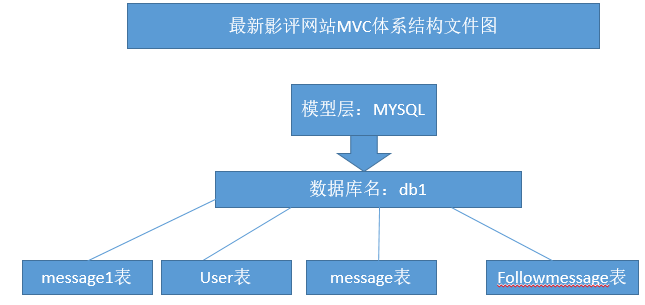 最新影评网站MVC体系结构文件图
模型层：MYSQL
数据库名：db1
message1表
User表
message表
Followmessage表